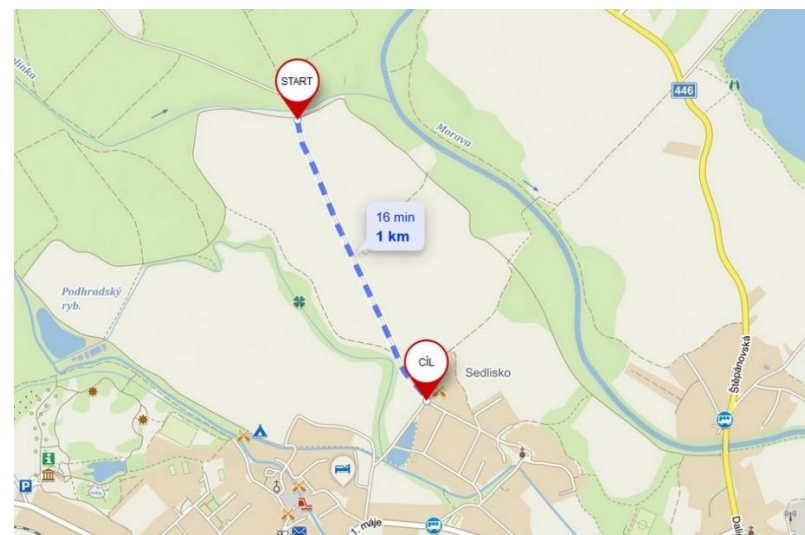 START
446
Morava
16 min
1 km
Podhradský
ryb.
Štěpánovská
CÍL
Sedlisko
i
P
1. máje